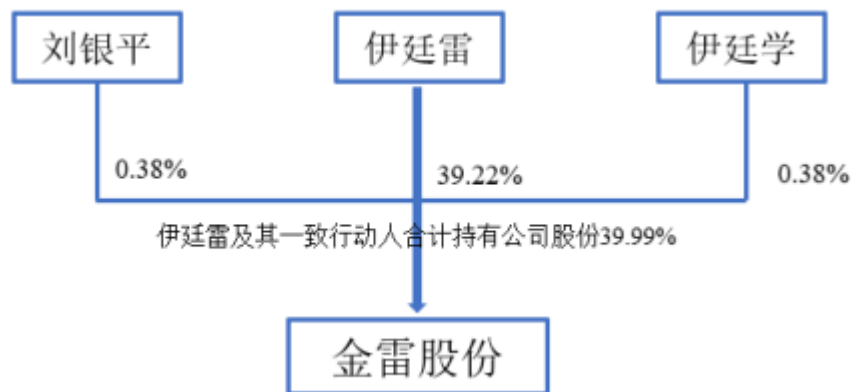 刘银平
伊廷雷
伊廷学
0.38%
39.22%
0.38%
伊廷雷及其一致行动人合计持有公司股份39.99%
金雷股份